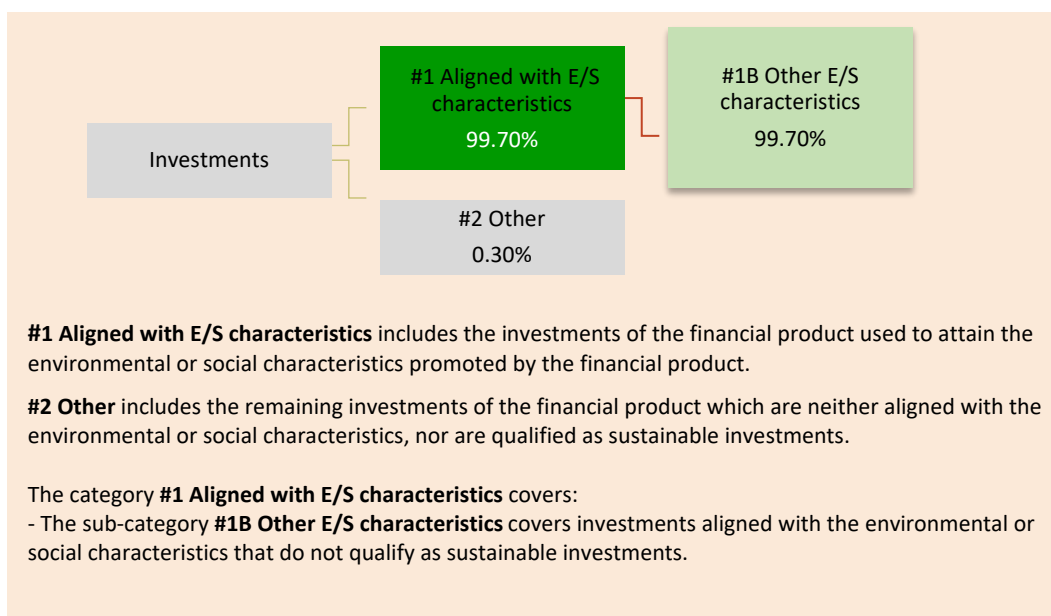 #1 Aligned with E/S
characteristics
99.70%
#1B Other E/S
characteristics
99.70%
Investments
#2 Other
0.30%
#1 Aligned with E/S characteristics includes the investments of the financial product used to attain the
environmental or social characteristics promoted by the financial product.
#2 Other includes the remaining investments of the financial product which are neither aligned with the
environmental or social characteristics, nor are qualified as sustainable investments.
The category #1 Aligned with E/S characteristics covers:
- The sub-category #1B Other E/S characteristics covers investments aligned with the environmental or
social characteristics that do not qualify as sustainable investments.